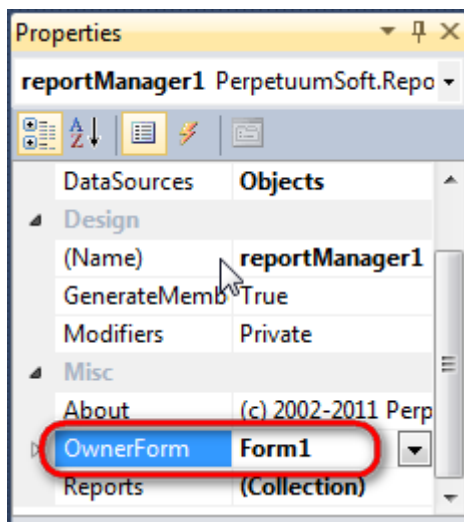 Properties
reportManager1 PerpetuumSoft.Repo
DataSources Objects
Design
(Name) reportManager1
GenerateMemb True
Modifiers Private
Misc
About (c) 2002-2011 Perp
OwnerForm Form1
Reports (Collection)